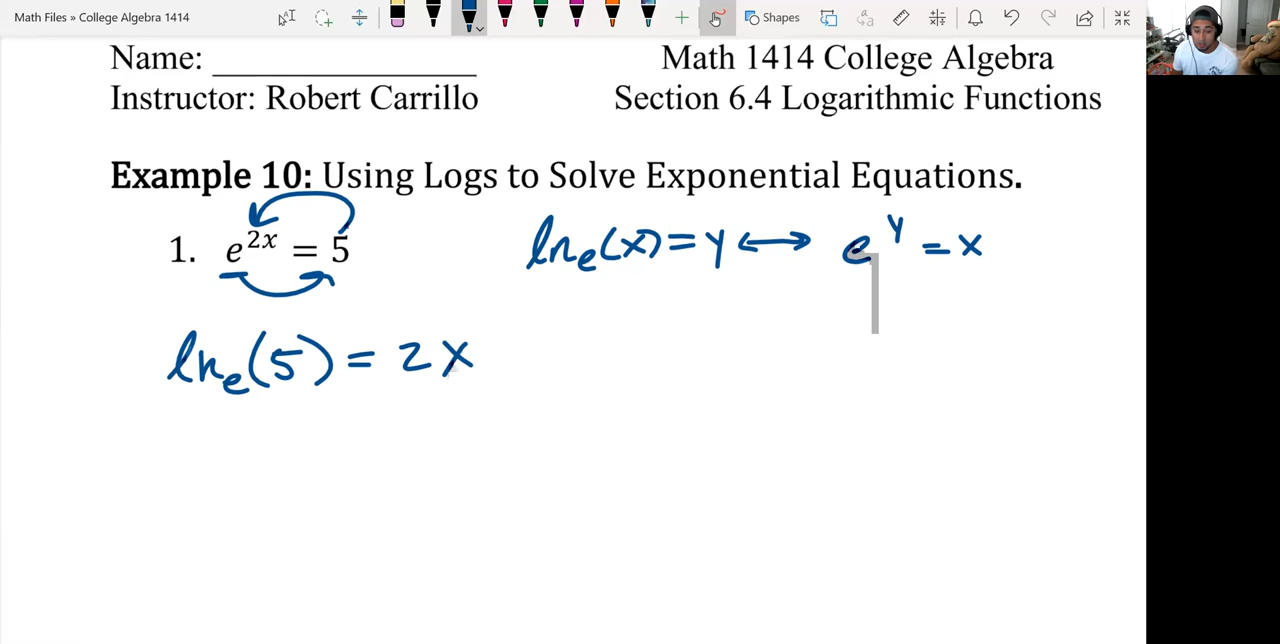 Math Files » College Algebra 1414
Shapes
Name: ____________________ Math 1414 College Algebra
Instructor: Robert Carrillo Section 6.4 Logarithmic Functions
Example 10: Using Logs to Solve Exponential Equations.
1. e^{2x} = 5 ln_e(x) = y ⟷ e^y = x
ln_e(5) = 2x